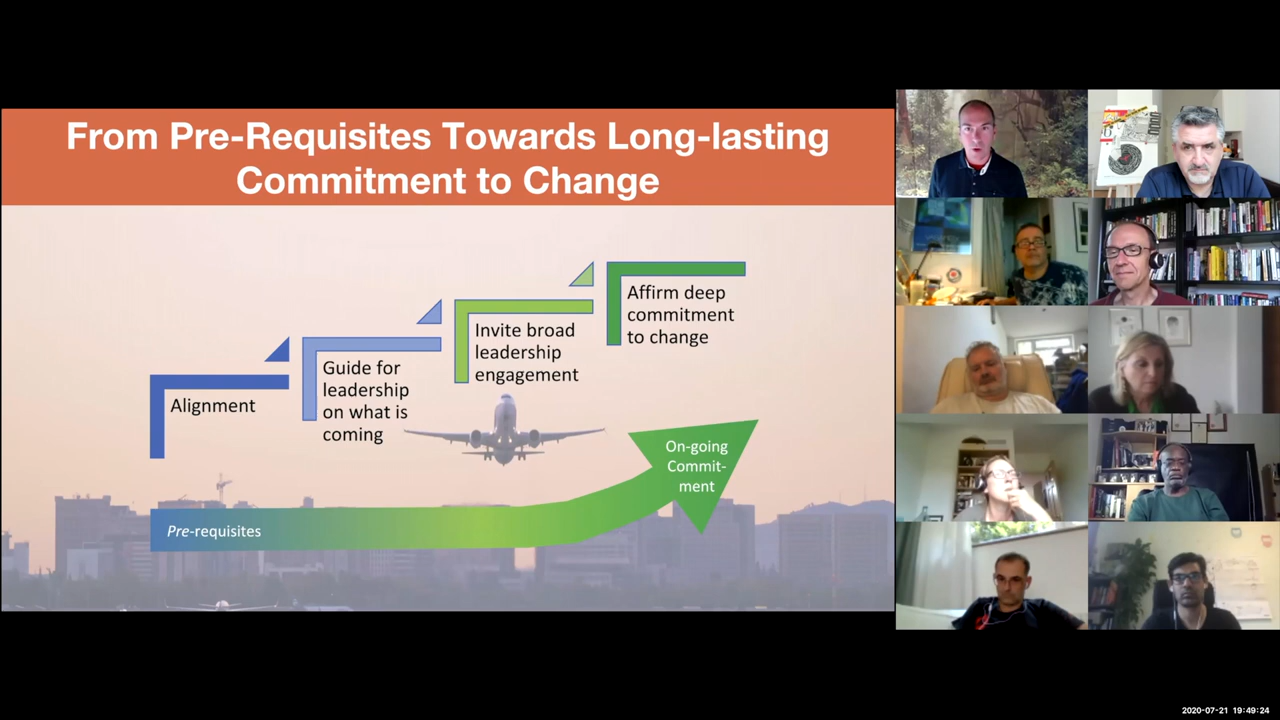 From Pre-Requisites Towards Long-lasting
Commitment to Change
Alignment
Guide for
leadership
on what is
coming
Invite broad
leadership
engagement
Affirm deep
commitment
to change
Pre-requisites
On-going
Commit-
ment
2020-07-21 19:49:24